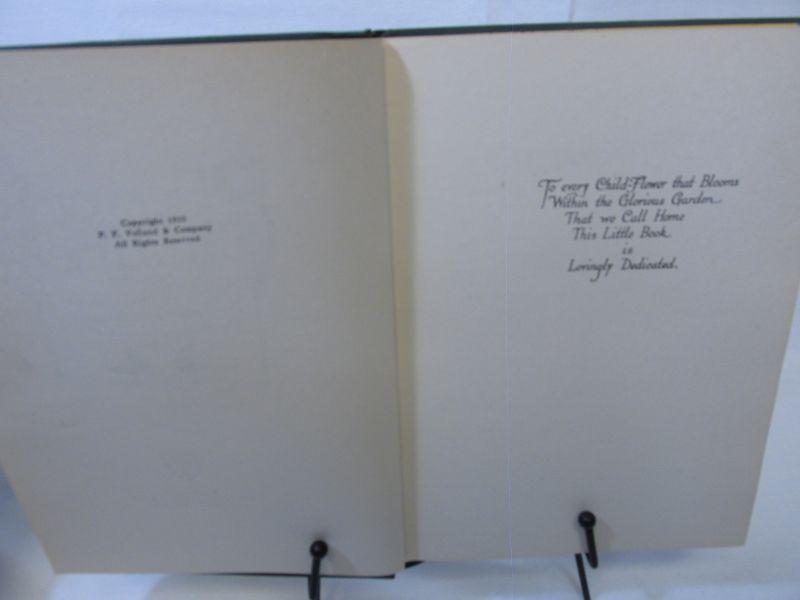 Copyright 1910
P. F. Volland & Company
All Rights Reserved
To every Child-Flower that Blooms
Within the Glorious Garden
That we Call Home
This Little Book
is
Lovingly Dedicated.